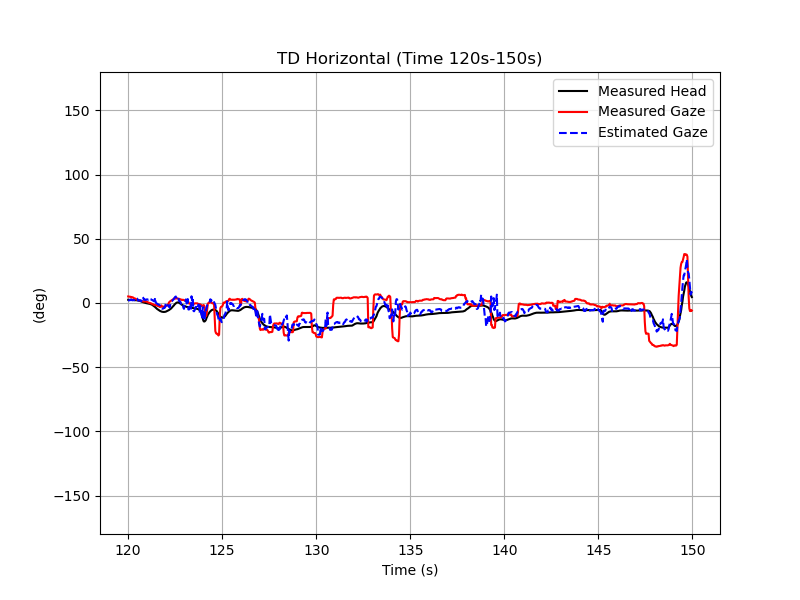 TD Horizontal (Time 120s-150s)
Measured Head
Measured Gaze
Estimated Gaze
150
100
50
0
−50
−100
−150
(deg)
120 125 130 135 140 145 150
Time (s)